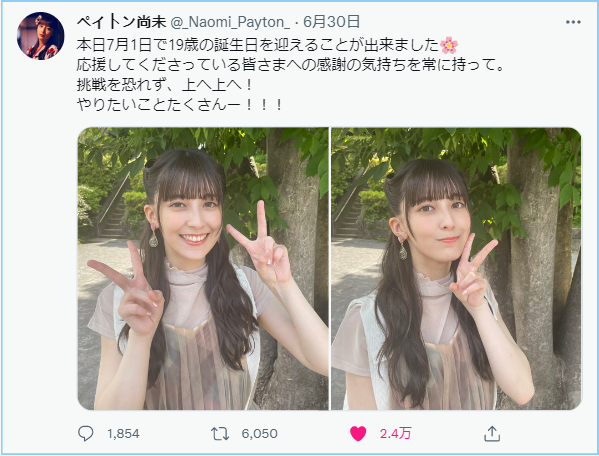 ペイトン尚未 @_Naomi_Payton_ · 6月30日
本日7月1日で19歳の誕生日を迎えることが出来ました🌸
応援してくださっている皆さまへの感謝の気持ちを常に持って。
挑戦を恐れず、上へ上へ！
やりたいことたくさんー！！！
1,854 6,050 2.4万